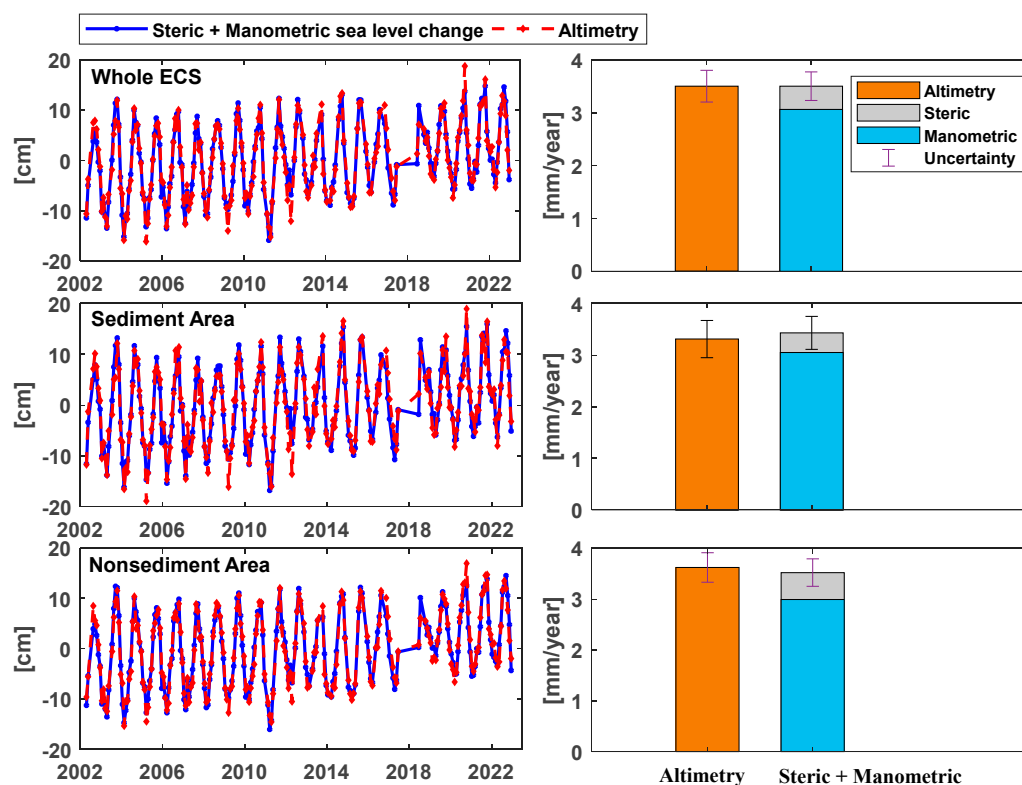 Steric + Manometric sea level change Altimetry
Whole ECS
[cm]
20
10
0
-10
-20
2002 2006 2010 2014 2018 2022
[mm/year]
4
3
2
1
0
Altimetry
Steric
Manometric
Uncertainty
Sediment Area
[cm]
20
10
0
-10
-20
2002 2006 2010 2014 2018 2022
[mm/year]
4
3
2
1
0
Nonsediment Area
[cm]
20
10
0
-10
-20
2002 2006 2010 2014 2018 2022
[mm/year]
4
3
2
1
0
Altimetry Steric + Manometric